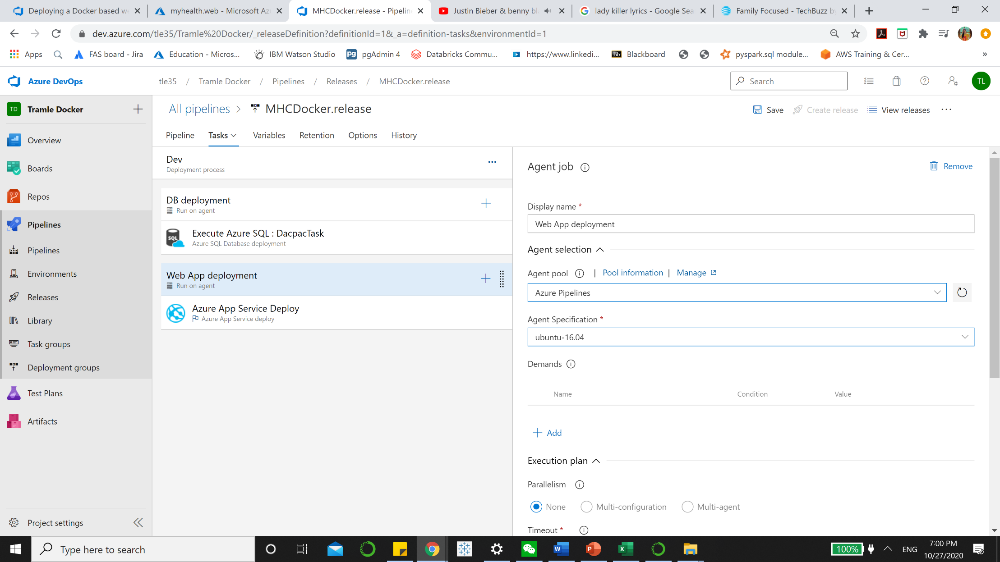 Deploying a Docker based we
myhealth.web - Microsoft Az
MHCDocker.release - Pipelin
Justin Bieber & benny bl
lady killer lyrics - Google Sea
Family Focused - TechBuzz by
dev.azure.com/tle35/Tramle%20Docker/_releaseDefinition?definitionId=1&_a=definition-tasks&environmentId=1
Apps
FAS board - Jira
Education - Micros...
IBM Watson Studio
pg
pgAdmin 4
Databricks Commu...
https://www.linkedi...
Bb
Blackboard
pyspark.sql module...
AWS Training & Cer...
»
Azure DevOps
tle35 / Tramle Docker / Pipelines / Releases / MHCDocker.release
Search
TL
TD
Tramle Docker
Overview
Boards
Repos
Pipelines
Pipelines
Environments
Releases
Library
Task groups
Deployment groups
Test Plans
Artifacts
Project settings
All pipelines > MHCDocker.release
Save
Create release
View releases
Pipeline
Tasks
Variables
Retention
Options
History
Dev
Deployment process
DB deployment
Run on agent
SQL
Execute Azure SQL : DacpacTask
Azure SQL Database deployment
Web App deployment
Run on agent
Azure App Service Deploy
Azure App Service deploy
Agent job
Remove
Display name *
Web App deployment
Agent selection
Agent pool | Pool information | Manage
Azure Pipelines
Agent Specification *
ubuntu-16.04
Demands
Name Condition Value
Add
Execution plan
Parallelism
None Multi-configuration Multi-agent
Timeout *
Type here to search
W
P
X
100%
ENG
7:00 PM
10/27/2020